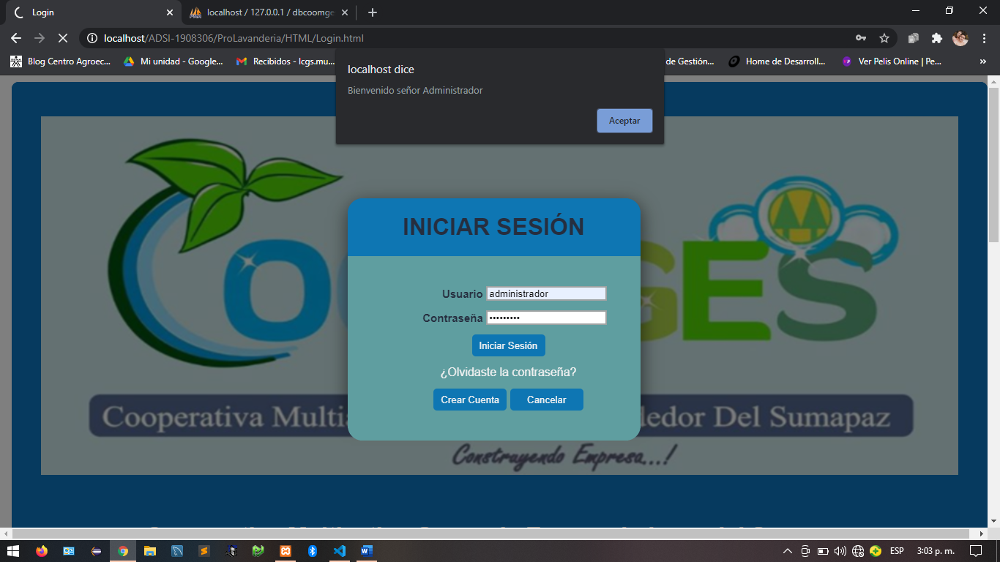 Login
localhost / 127.0.0.1 / dbcoomge
localhost/ADSI-1908306/ProLavanderia/HTML/Login.html
Blog Centro Agroec...
Mi unidad - Google...
Recibidos - lcgs.mu...
de Gestión...
Home de Desarroll...
Ver Pelis Online | Pe...
»
localhost dice
Bienvenido señor Administrador
Aceptar
INICIAR SESIÓN
Usuario administrador
Contraseña •••••••••
Iniciar Sesión
¿Olvidaste la contraseña?
Crear Cuenta Cancelar
GES
Cooperativa Multia
dedor Del Sumapaz
Construyendo Empresa...!
ESP
3:03 p. m.